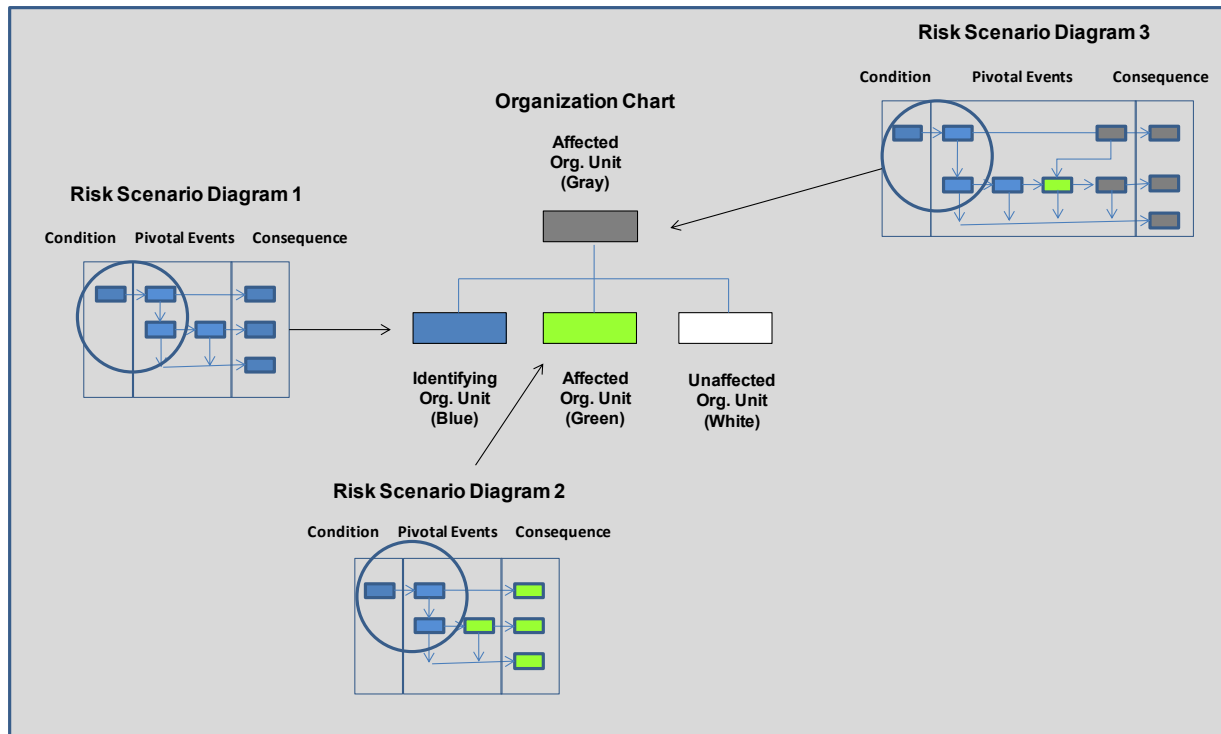 Risk Scenario Diagram 3
Condition Pivotal Events Consequence
Organization Chart
Affected
Org. Unit
(Gray)
Risk Scenario Diagram 1
Condition Pivotal Events Consequence
Identifying
Org. Unit
(Blue)
Affected
Org. Unit
(Green)
Unaffected
Org. Unit
(White)
Risk Scenario Diagram 2
Condition Pivotal Events Consequence